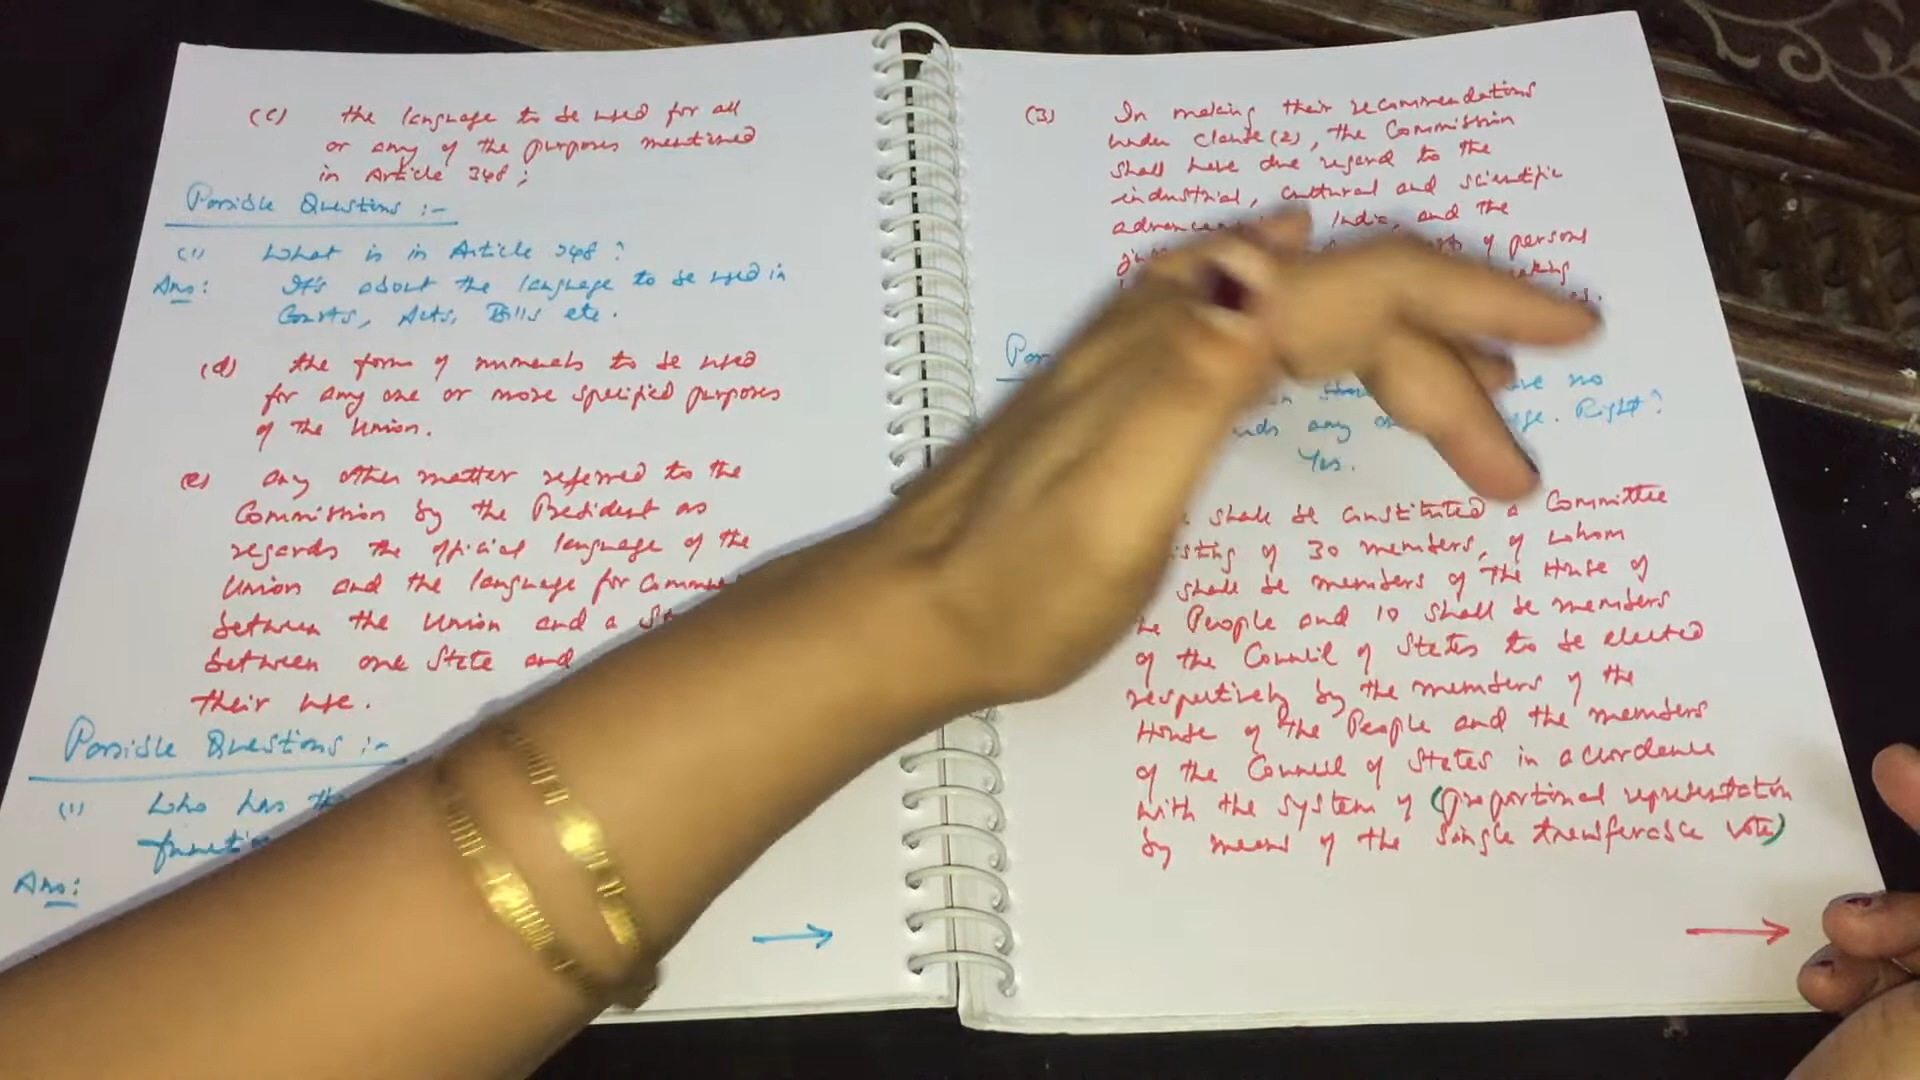 (c) the language to be used for all
or any of the purposes mentioned
in Article 348;
Possible Questions :-
(1) What is in Article 348?
Ans: It's about the language to be used in
Courts, Acts, Bills etc.
(d) the form of numerals to be used
for any one or more specified purposes
of the Union.
(e) any other matter referred to the
Commission by the President as
regards the official language of the
Union and the language for
between the Union and a
between one State and
their use.
Possible Questions :-
(1) Who has the
Ans:
(3) In making their recommendations
under clause (2), the Commission
shall have due regard to the
industrial, cultural and scientific
India, and the
of persons
no
any Right?
Yes.
shall be constituted a Committee
of 30 members, of whom
shall be members of the House of
People and 10 shall be members
of the Council of States to be elected
respectively by the members of the
House of the People and the members
of the Council of States in accordance
with the system of (proportional representation
by means of the single transferable vote)